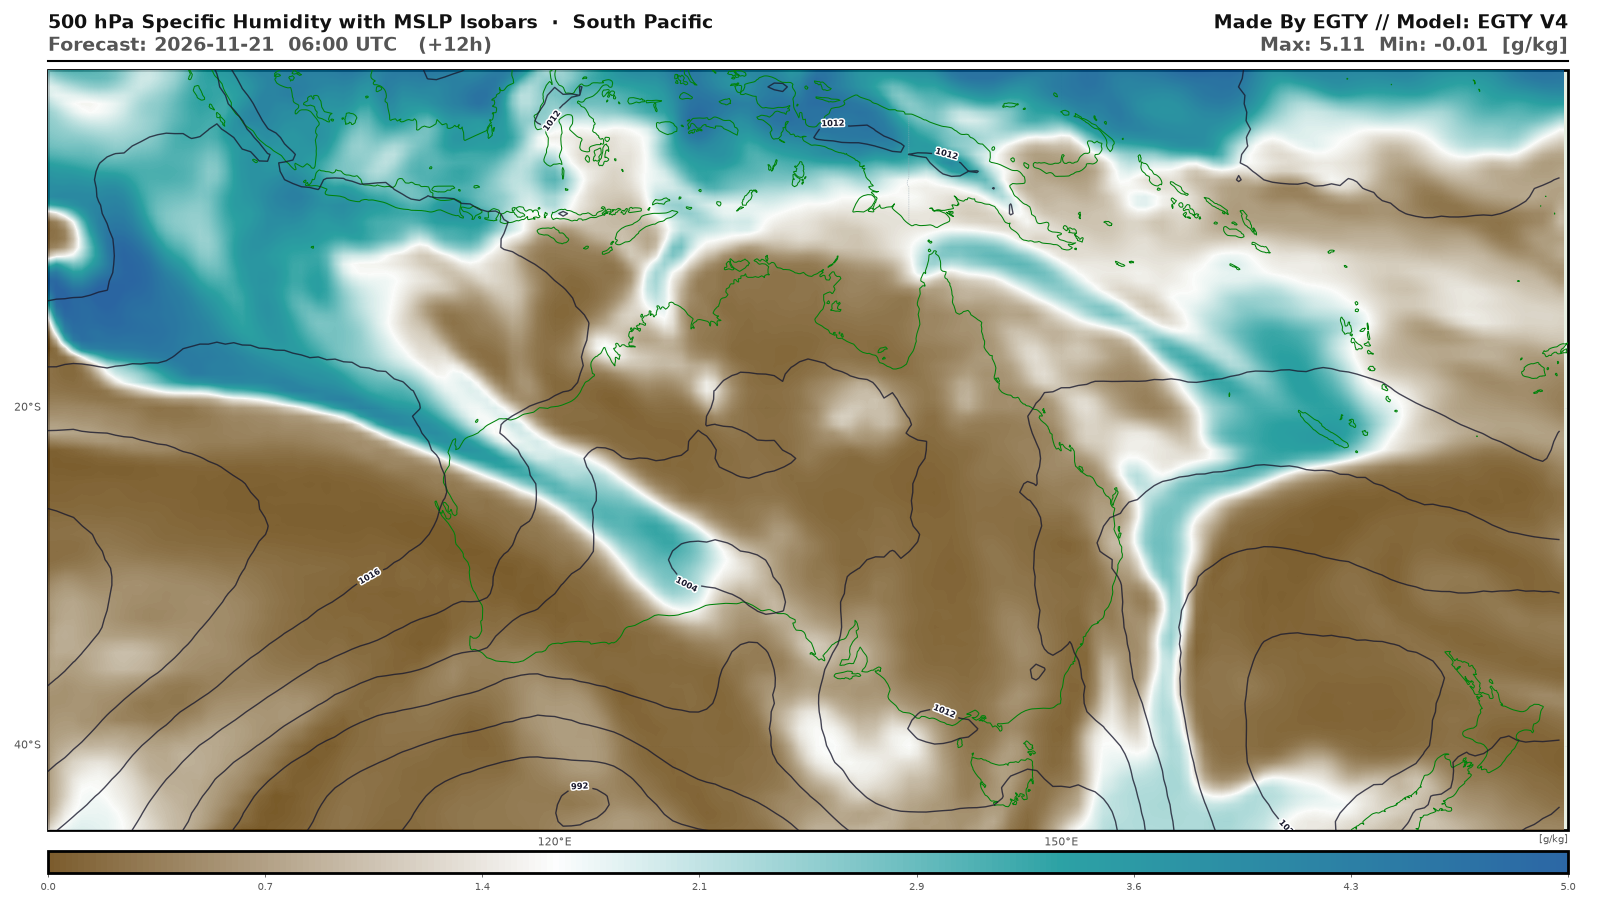 500 hPa Specific Humidity with MSLP Isobars · South Pacific
Made By EGTY // Model: EGTY V4
Forecast: 2026-11-21 06:00 UTC (+12h)
Max: 5.11 Min: -0.01 [g/kg]
1012
1012
1012
20°S
1016
1004
1012
40°S
992
120°E
150°E
[g/kg]
0.0
0.7
1.4
2.1
2.9
3.6
4.3
5.0